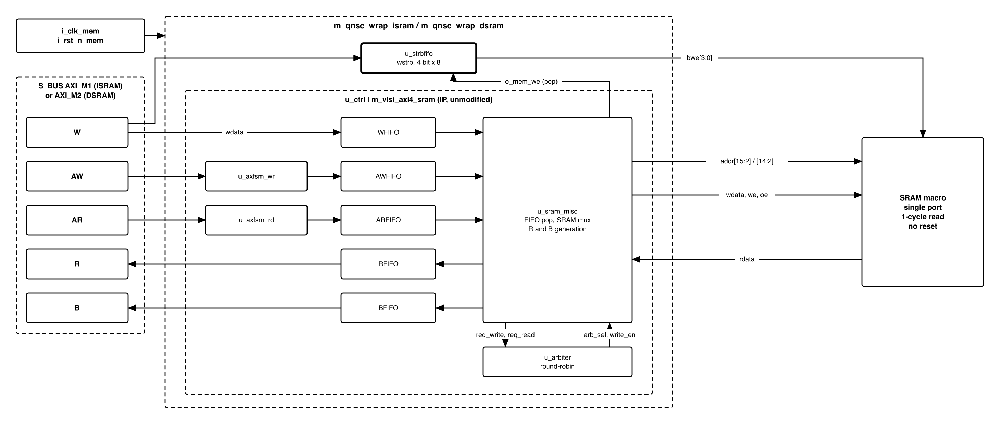 i_clk_mem
i_rst_n_mem
m_qnsc_wrap_isram / m_qnsc_wrap_dsram
u_strbfifo
wstrb, 4 bit x 8
bwe[3:0]
o_mem_we (pop)
S_BUS AXI_M1 (ISRAM)
or AXI_M2 (DSRAM)
u_ctrl | m_vlsi_axi4_sram (IP, unmodified)
W
wdata
WFIFO
AW
u_axfsm_wr
AWFIFO
AR
u_axfsm_rd
ARFIFO
R
RFIFO
B
BFIFO
u_sram_misc
FIFO pop, SRAM mux
R and B generation
addr[15:2] / [14:2]
wdata, we, oe
rdata
SRAM macro
single port
1-cycle read
no reset
req_write, req_read
arb_sel, write_en
u_arbiter
round-robin